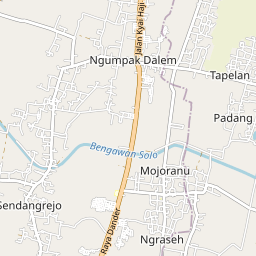 Jalan Kyai Haji
Ngumpak Dalem
Tapelan
Padang
Bengawan Solo
Mojoranu
Sendangrejo
Raya Dander
Ngraseh